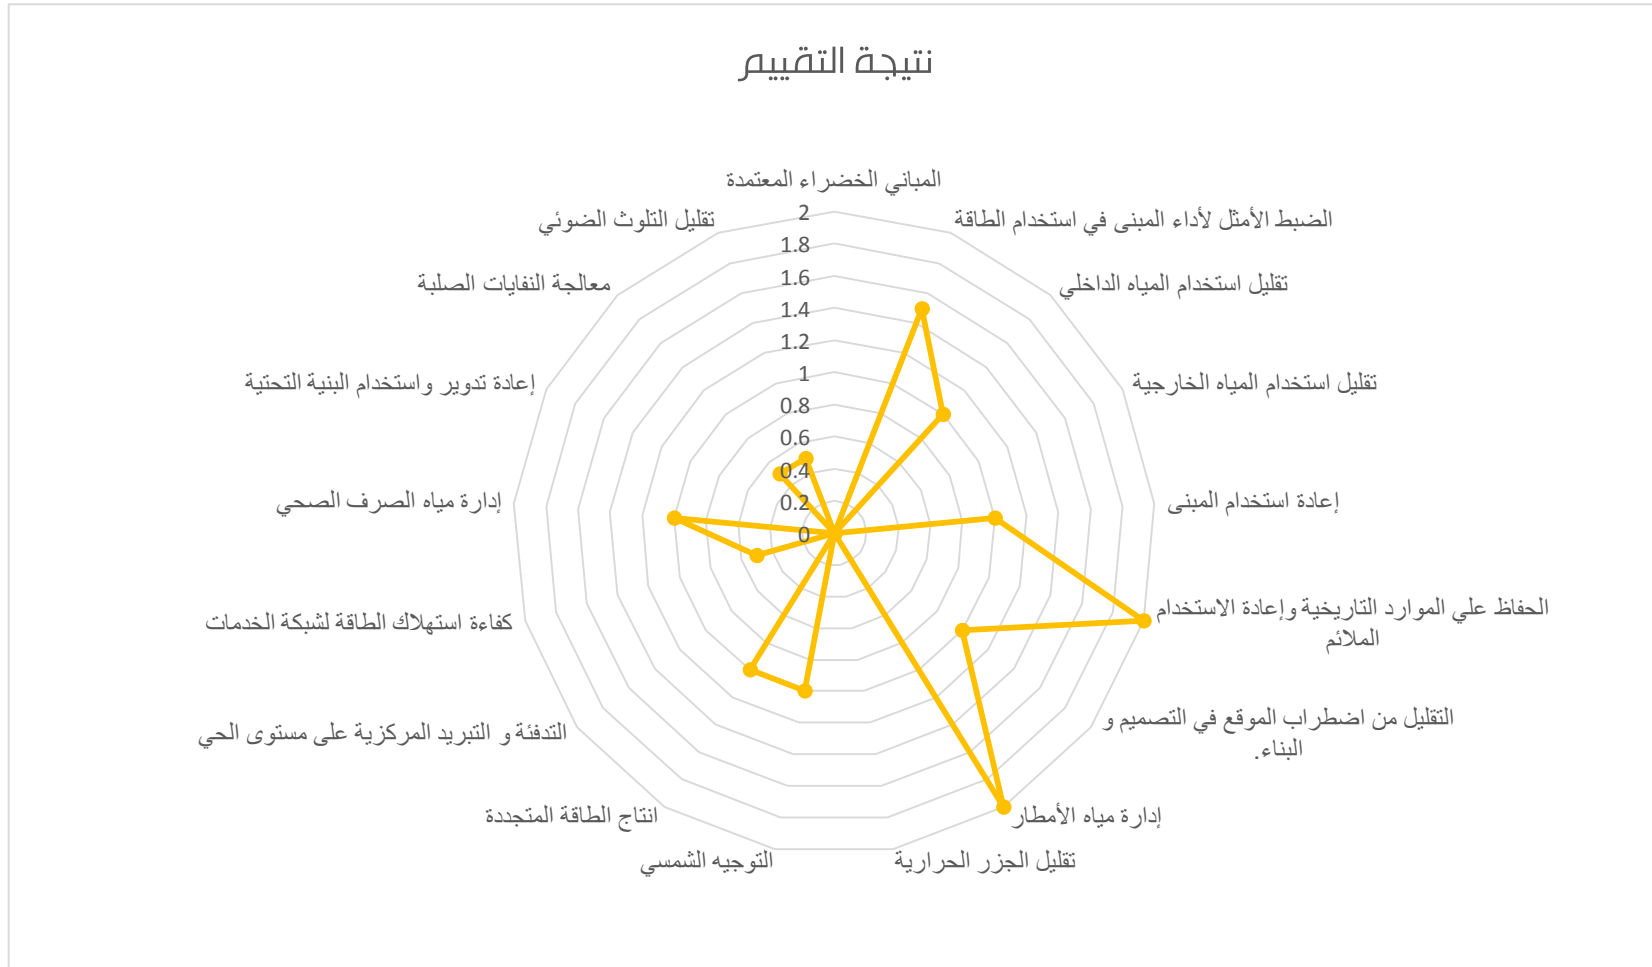 نتيجة التقييم
المباني الخضراء المعتمدة
الضبط الأمثل لأداء المبنى في استخدام الطاقة
تقليل استخدام المياه الداخلي
تقليل استخدام المياه الخارجية
إعادة استخدام المبنى
الحفاظ علي الموارد التاريخية وإعادة الاستخدام
الملائم
التقليل من اضطراب الموقع في التصميم و
البناء.
إدارة مياه الأمطار
تقليل الجزر الحرارية
التوجيه الشمسي
انتاج الطاقة المتجددة
التدفئة و التبريد المركزية على مستوى الحي
كفاءة استهلاك الطاقة لشبكة الخدمات
إدارة مياه الصرف الصحي
إعادة تدوير واستخدام البنية التحتية
معالجة النفايات الصلبة
تقليل التلوث الضوئي
2
1.8
1.6
1.4
1.2
1
0.8
0.6
0.4
0.2
0